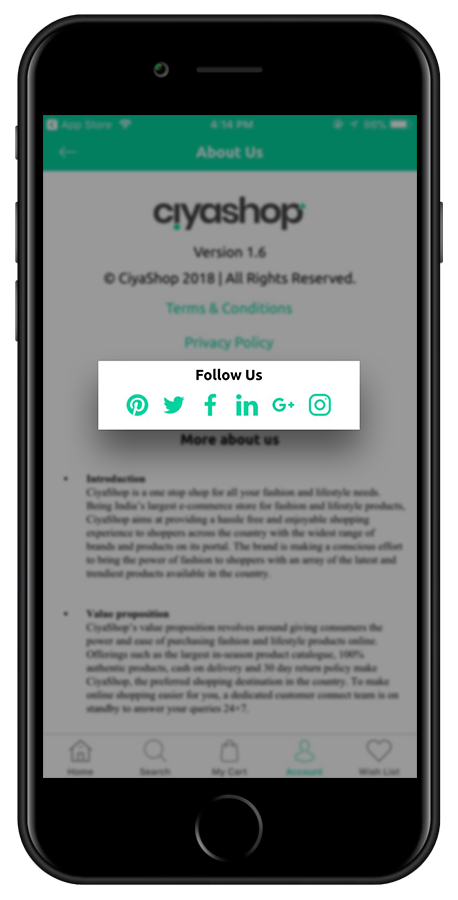 App Store 4:14 PM 96%
About Us
ciyashop
Version 1.6
© CiyaShop 2018 | All Rights Reserved.
Terms & Conditions
Privacy Policy
Follow Us
More about us
• Introduction
CiyaShop is a one stop shop for all your fashion and lifestyle needs.
Being India's largest e-commerce store for fashion and lifestyle products,
CiyaShop aims at providing a hassle free and enjoyable shopping
experience to shoppers across the country with the widest range of
brands and products on its portal. The brand is making a conscious effort
to bring the power of fashion to shoppers with an array of the latest and
trendiest products available in the country.
• Value proposition
CiyaShop's value proposition revolves around giving consumers the
power and ease of purchasing fashion and lifestyle products online.
Offerings such as the largest in-season product catalogue, 100%
authentic products, cash on delivery and 30 day return policy make
CiyaShop, the preferred shopping destination in the country. To make
online shopping easier for you, a dedicated customer connect team is on
standby to answer your queries 24×7.
Home Search My Cart Account Wish List